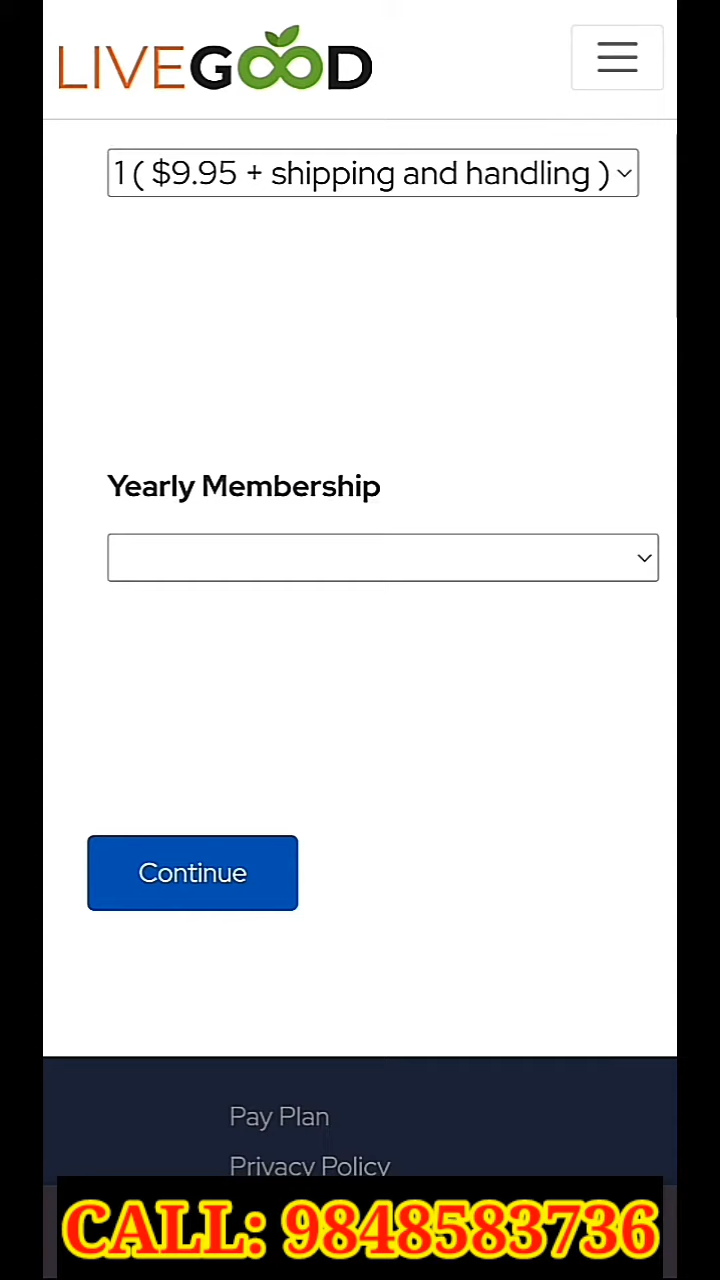 LIVEGOOD
1 ( $9.95 + shipping and handling )
Yearly Membership
Continue
Pay Plan
Privacy Policy
CALL: 9848583736